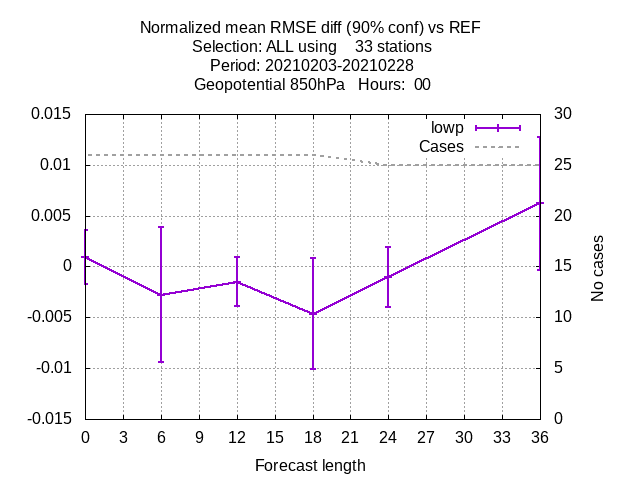 Normalized mean RMSE diff (90% conf) vs REF
Selection: ALL using    33 stations
Period: 20210203-20210228
Geopotential 850hPa   Hours:  00
lowp
Cases
0.015
0.01
0.005
0
-0.005
-0.01
-0.015
30
25
20
15
10
5
0
No cases
0 3 6 9 12 15 18 21 24 27 30 33 36
Forecast length